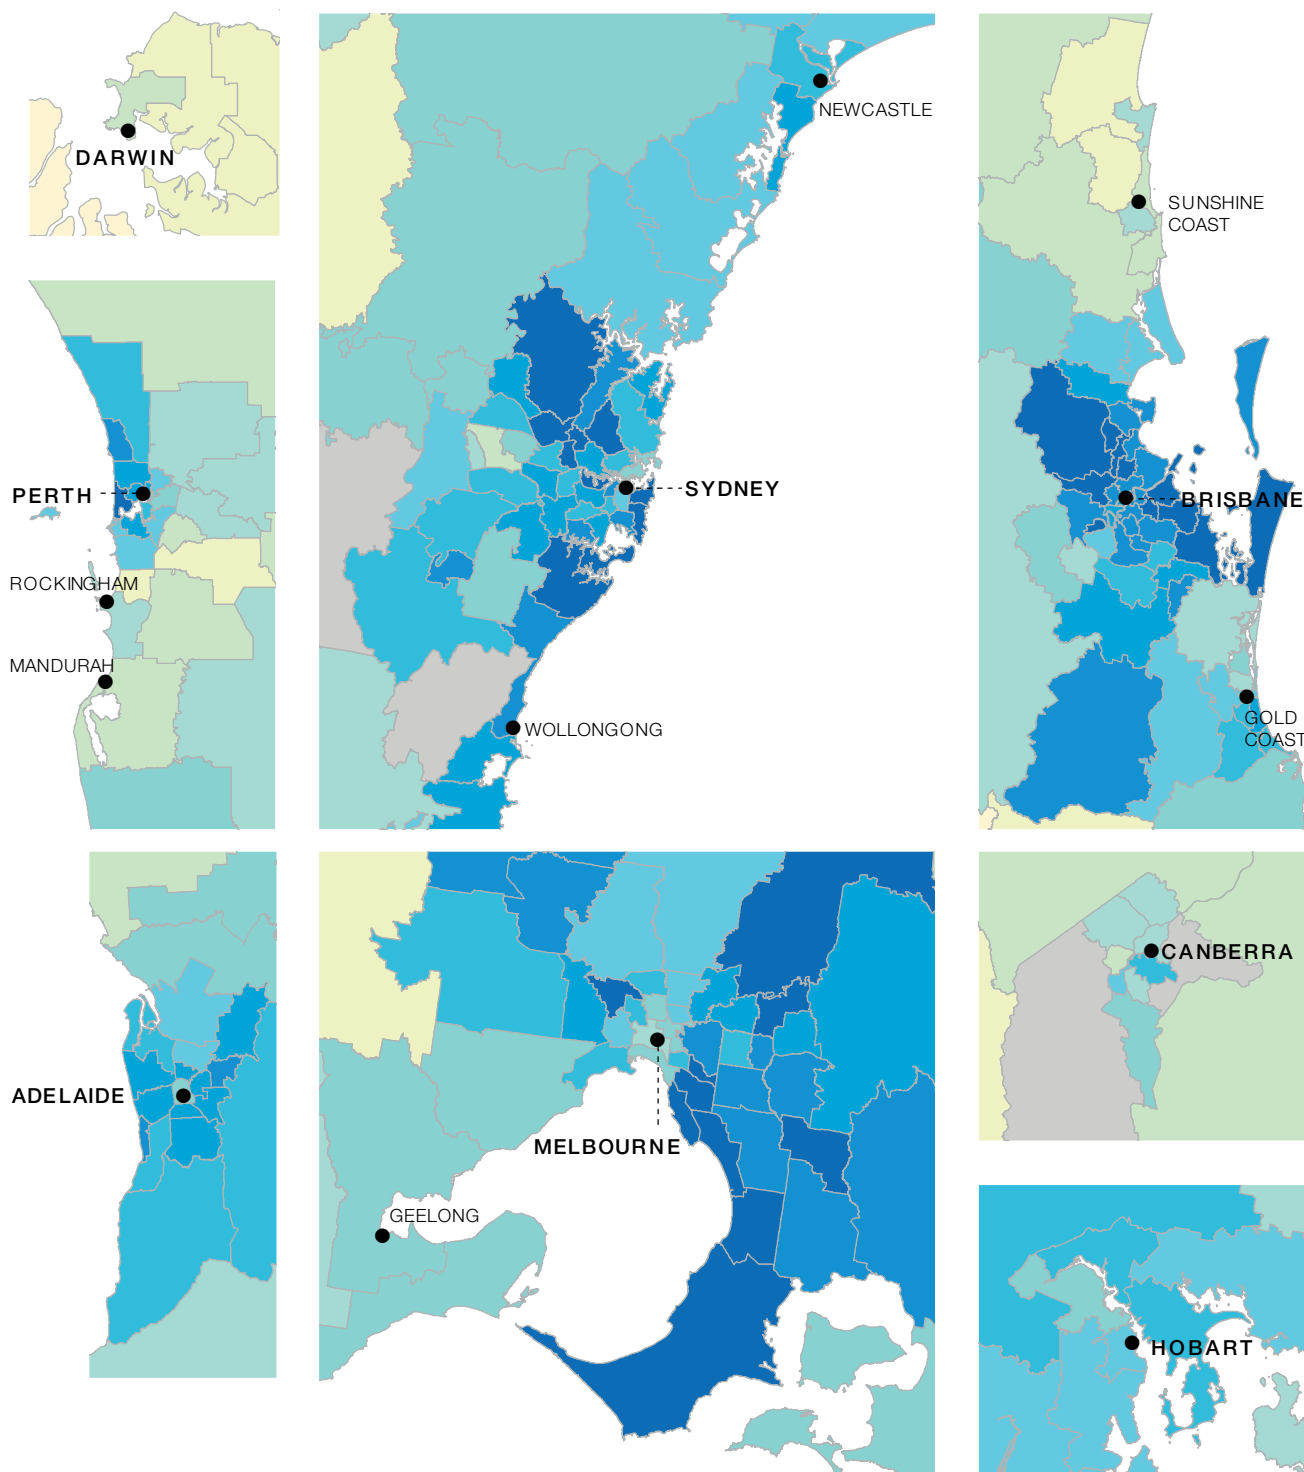 DARWIN
NEWCASTLE
SUNSHINE
COAST
PERTH
SYDNEY
BRISBANE
ROCKINGHAM
MANDURAH
WOLLONGONG
GOLD
COAST
CANBERRA
ADELAIDE
MELBOURNE
GEELONG
HOBART